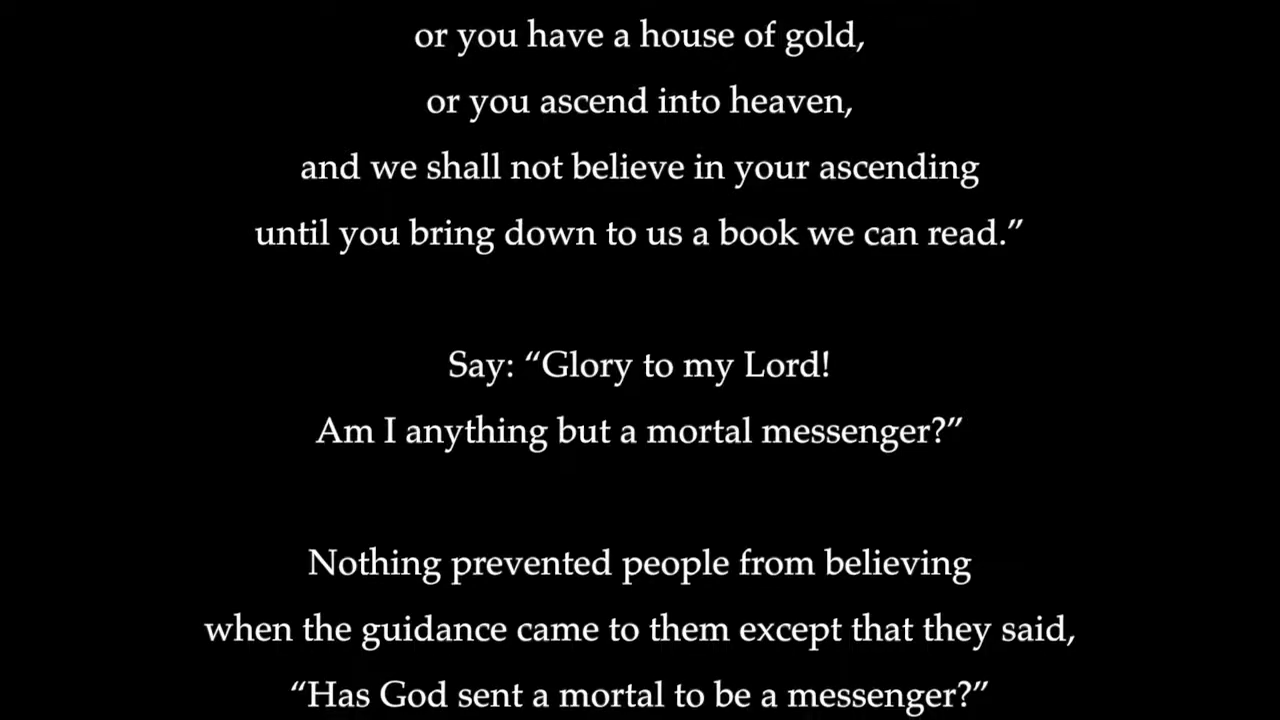 or you have a house of gold,
or you ascend into heaven,
and we shall not believe in your ascending
until you bring down to us a book we can read.”
Say: “Glory to my Lord!
Am I anything but a mortal messenger?”
Nothing prevented people from believing
when the guidance came to them except that they said,
“Has God sent a mortal to be a messenger?”